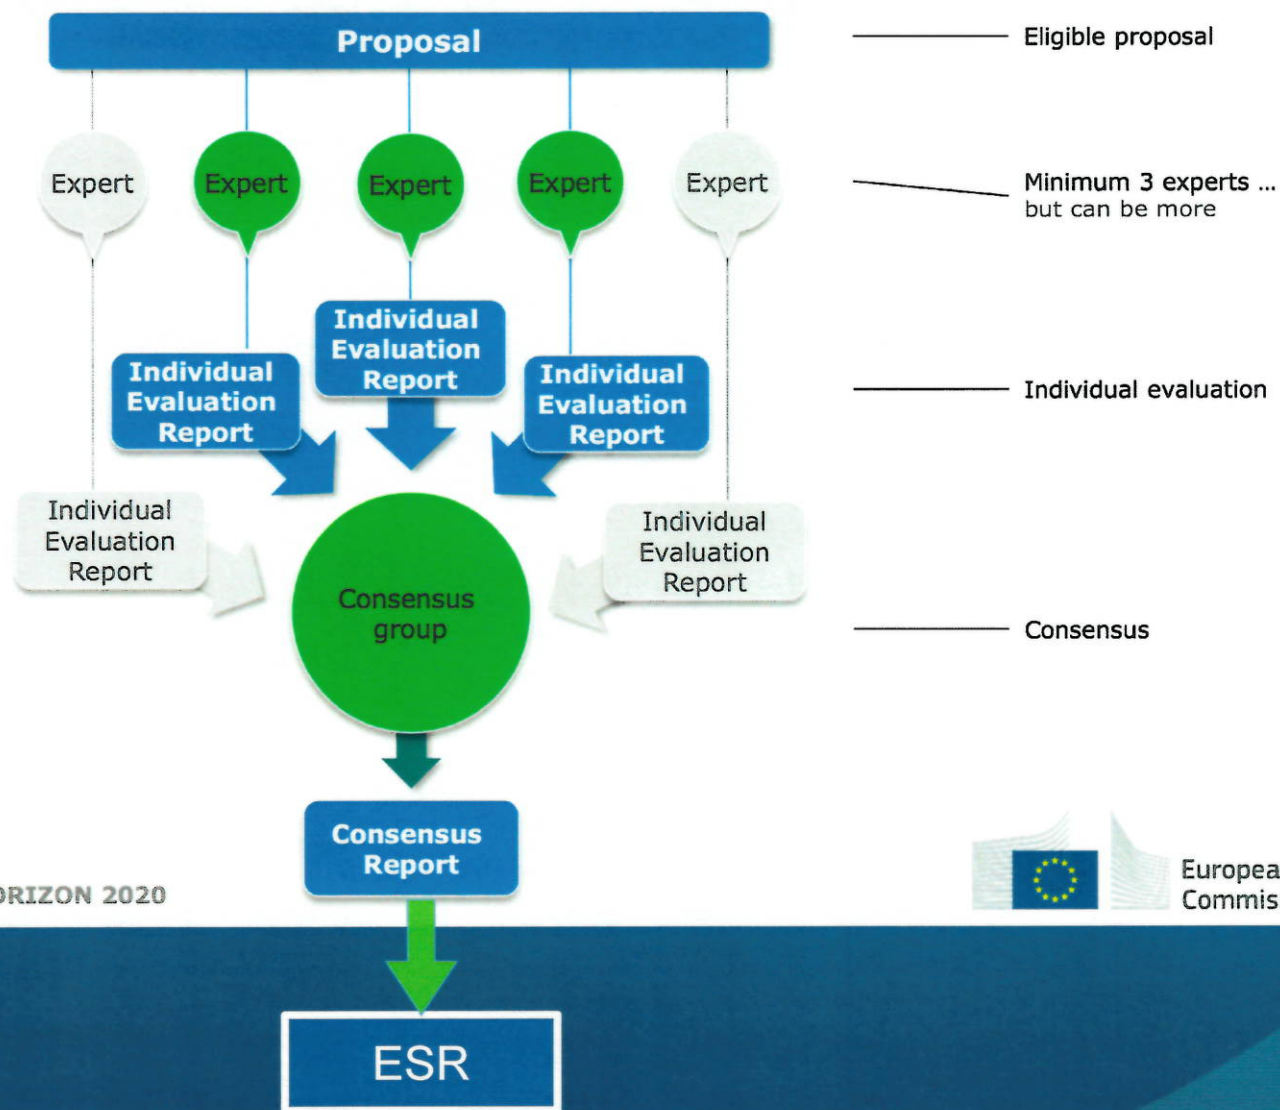 Proposal
Eligible proposal
Expert
Expert
Expert
Expert
Expert
Minimum 3 experts ...
but can be more
Individual
Evaluation
Report
Individual
Evaluation
Report
Individual
Evaluation
Report
Individual evaluation
Individual
Evaluation
Report
Individual
Evaluation
Report
Consensus
group
Consensus
Consensus
Report
ORIZON 2020
Europea
Commis
ESR